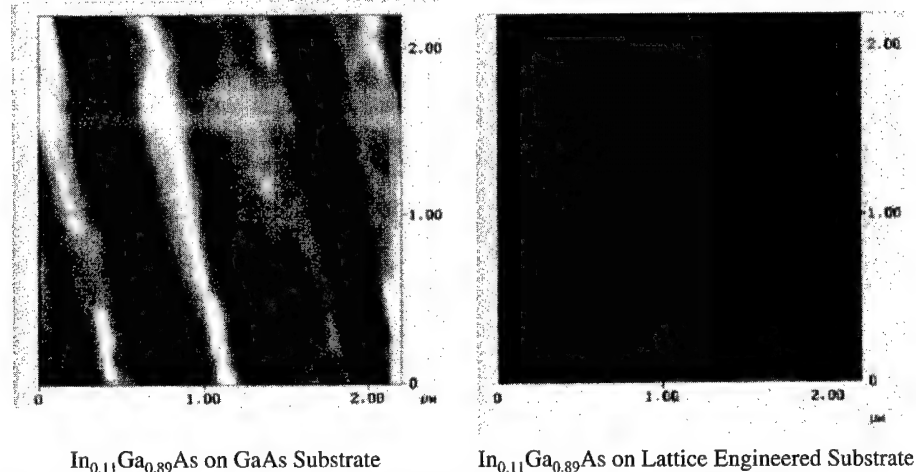 2.00
2.00
1.00
1.00
0
0
0 1.00 2.00 μM
0 1.00 2.00
μM
In₀.₁₁Ga₀.₈₉As on GaAs Substrate
In₀.₁₁Ga₀.₈₉As on Lattice Engineered Substrate